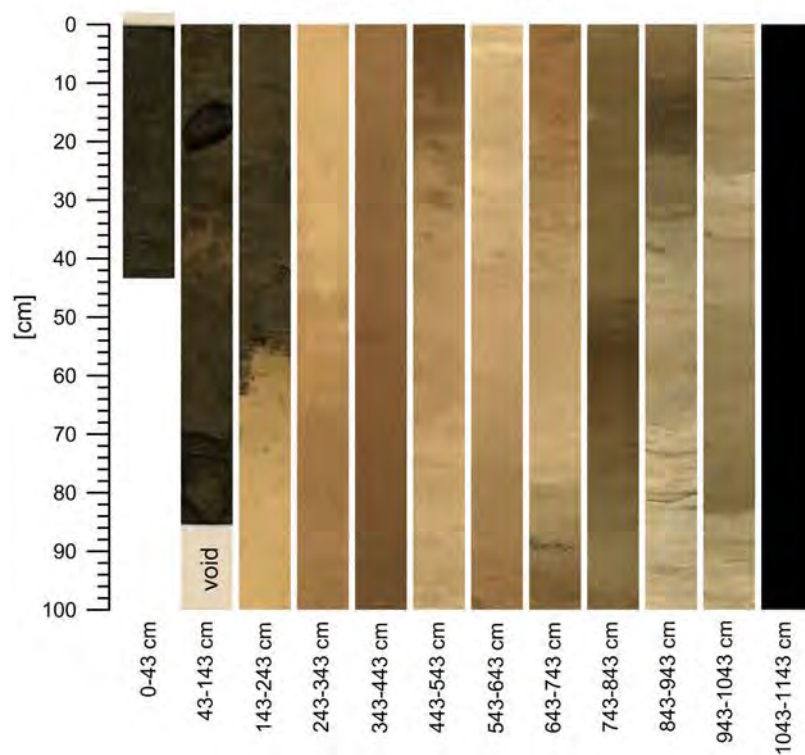 0
10
20
30
40
50
60
70
80
90
100
[cm]
void
0-43 cm
43-143 cm
143-243 cm
243-343 cm
343-443 cm
443-543 cm
543-643 cm
643-743 cm
743-843 cm
843-943 cm
943-1043 cm
1043-1143 cm